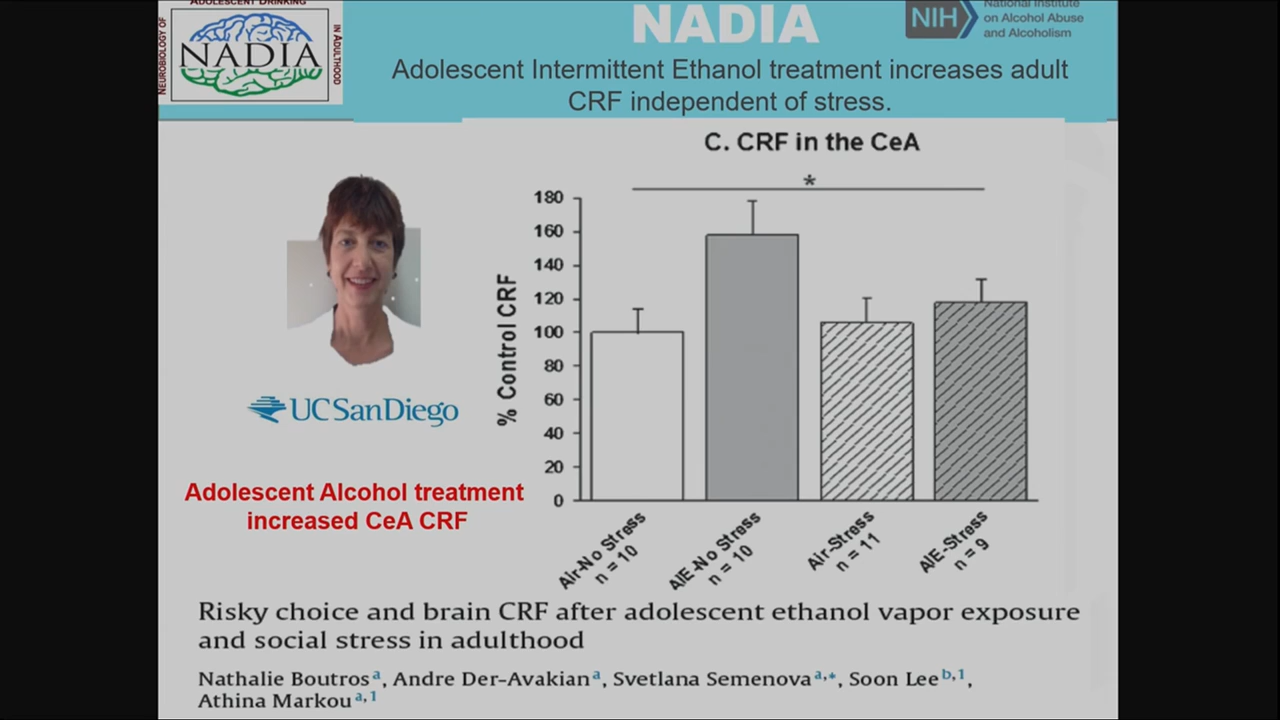 ADOLESCENT DRINKING
NEUROBIOLOGY OF
NADIA
IN ADULTHOOD
NADIA
NIH
National Institute
on Alcohol Abuse
and Alcoholism
Adolescent Intermittent Ethanol treatment increases adult
CRF independent of stress.
C. CRF in the CeA
*
% Control CRF
180
160
140
120
100
80
60
40
20
0
Air-No Stress
n = 10
AIE-No Stress
n = 10
Air-Stress
n = 11
AIE-Stress
n = 9
UC San Diego
Adolescent Alcohol treatment
increased CeA CRF
Risky choice and brain CRF after adolescent ethanol vapor exposure
and social stress in adulthood
Nathalie Boutros a, Andre Der-Avakian a, Svetlana Semenova a,*, Soon Lee b,1,
Athina Markou a,1